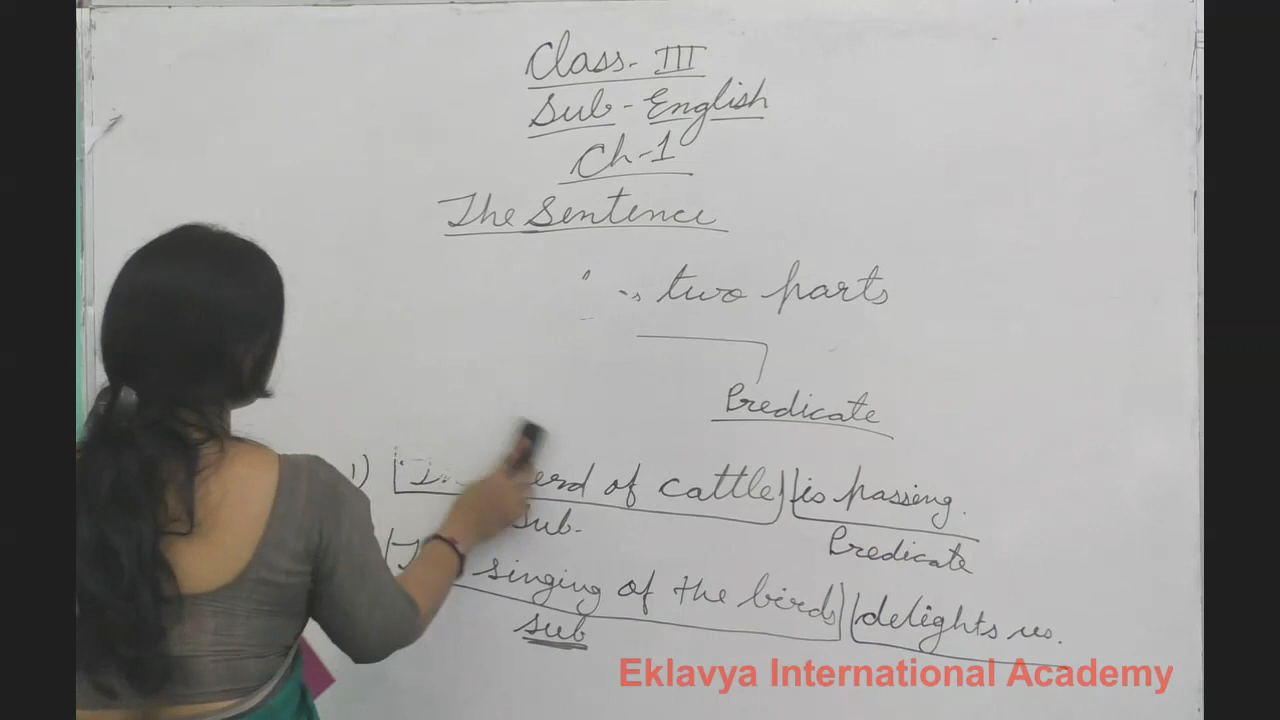 Class - III
Sub - English
Ch-1
The Sentence
two parts
Predicate
1) of cattle is passing.
Sub.
Predicate
singing of the birds delights us.
sub
Eklavya International Academy